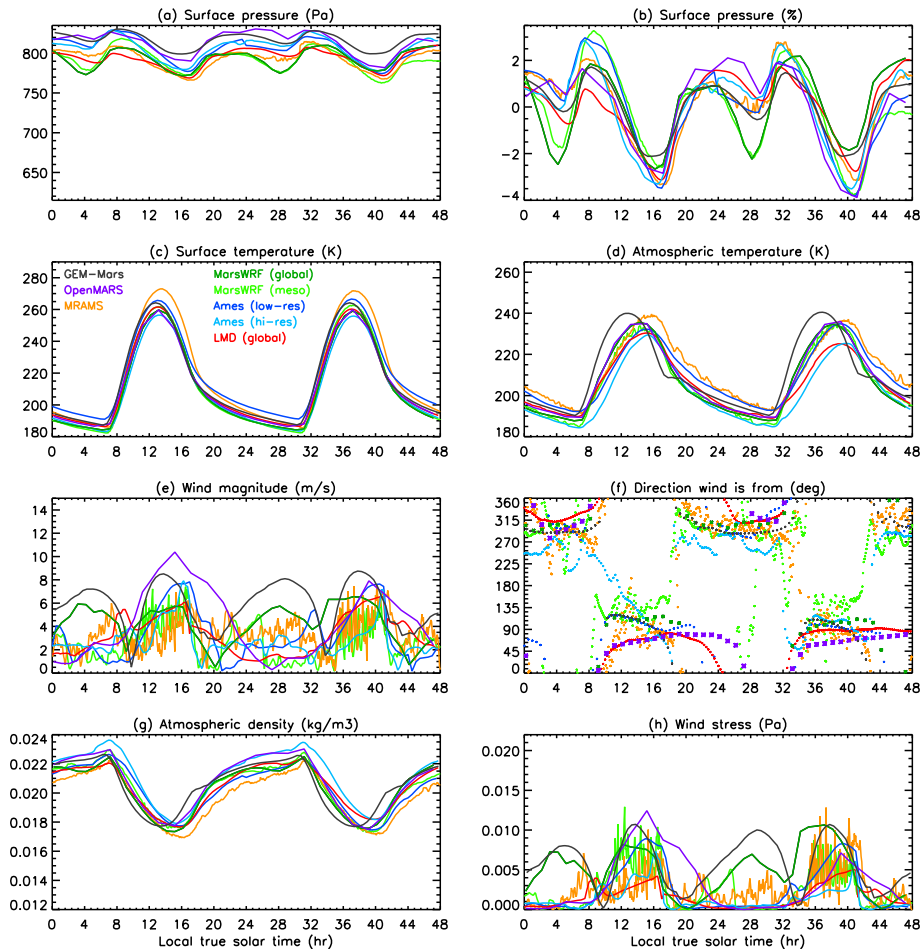 (a) Surface pressure (Pa)
800
750
700
650
0 4 8 12 16 20 24 28 32 36 40 44 48
(b) Surface pressure (%)
2
0
−2
−4
0 4 8 12 16 20 24 28 32 36 40 44 48
(c) Surface temperature (K)
GEM−Mars
OpenMARS
MRAMS
MarsWRF (global)
MarsWRF (meso)
Ames (low−res)
Ames (hi−res)
LMD (global)
280
260
240
220
200
180
0 4 8 12 16 20 24 28 32 36 40 44 48
(d) Atmospheric temperature (K)
260
240
220
200
180
0 4 8 12 16 20 24 28 32 36 40 44 48
(e) Wind magnitude (m/s)
14
12
10
8
6
4
2
0
0 4 8 12 16 20 24 28 32 36 40 44 48
(f) Direction wind is from (deg)
360
315
270
225
180
135
90
45
0
0 4 8 12 16 20 24 28 32 36 40 44 48
(g) Atmospheric density (kg/m3)
0.024
0.022
0.020
0.018
0.016
0.014
0.012
0 4 8 12 16 20 24 28 32 36 40 44 48
Local true solar time (hr)
(h) Wind stress (Pa)
0.020
0.015
0.010
0.005
0.000
0 4 8 12 16 20 24 28 32 36 40 44 48
Local true solar time (hr)